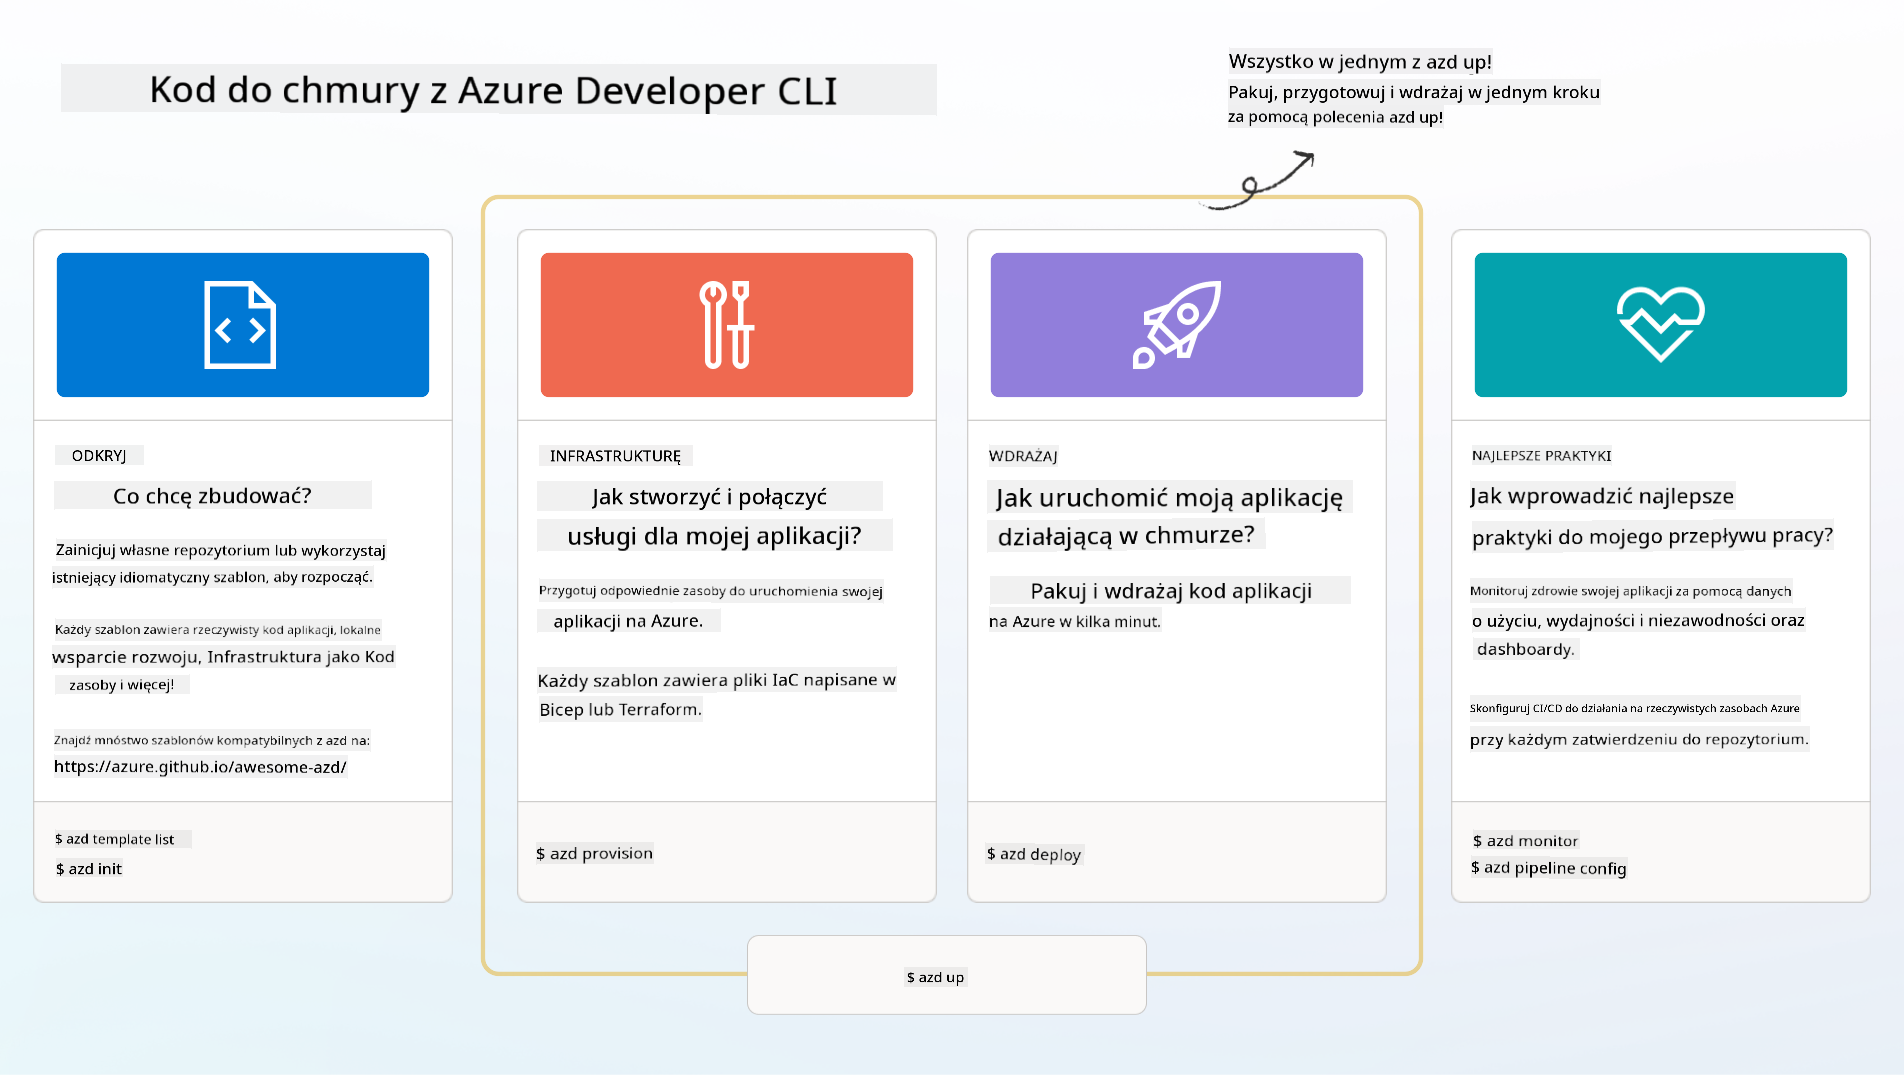 Kod do chmury z Azure Developer CLI
Wszystko w jednym z azd up!
Pakuj, przygotowuj i wdrażaj w jednym kroku
za pomocą polecenia azd up!
ODKRYJ
Co chcę zbudować?
Zainicjuj własne repozytorium lub wykorzystaj
istniejący idiomatyczny szablon, aby rozpocząć.
Każdy szablon zawiera rzeczywisty kod aplikacji, lokalne
wsparcie rozwoju, Infrastruktura jako Kod
zasoby i więcej!
Znajdź mnóstwo szablonów kompatybilnych z azd na:
https://azure.github.io/awesome-azd/
$ azd template list
$ azd init
INFRASTRUKTURĘ
Jak stworzyć i połączyć
usługi dla mojej aplikacji?
Przygotuj odpowiednie zasoby do uruchomienia swojej
aplikacji na Azure.
Każdy szablon zawiera pliki IaC napisane w
Bicep lub Terraform.
$ azd provision
WDRAŻAJ
Jak uruchomić moją aplikację
działającą w chmurze?
Pakuj i wdrażaj kod aplikacji
na Azure w kilka minut.
$ azd deploy
NAJLEPSZE PRAKTYKI
Jak wprowadzić najlepsze
praktyki do mojego przepływu pracy?
Monitoruj zdrowie swojej aplikacji za pomocą danych
o użyciu, wydajności i niezawodności oraz
dashboardy.
Skonfiguruj CI/CD do działania na rzeczywistych zasobach Azure
przy każdym zatwierdzeniu do repozytorium.
$ azd monitor
$ azd pipeline config
$ azd up